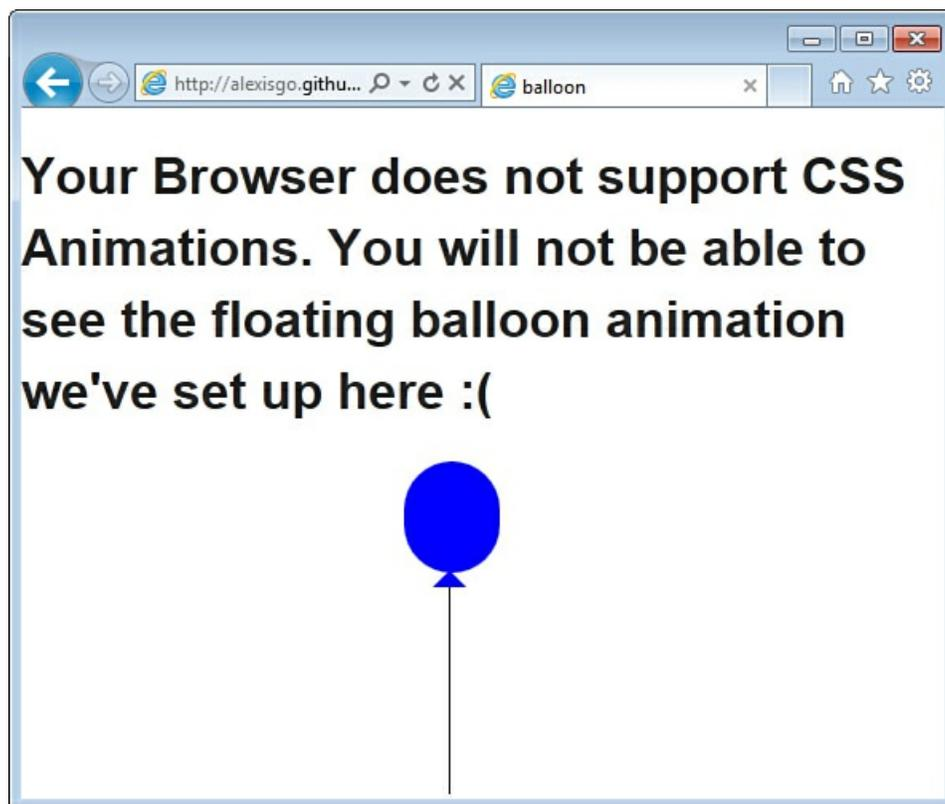 http://alexisgo.githu...
balloon
Your Browser does not support CSS
Animations. You will not be able to
see the floating balloon animation
we've set up here :(